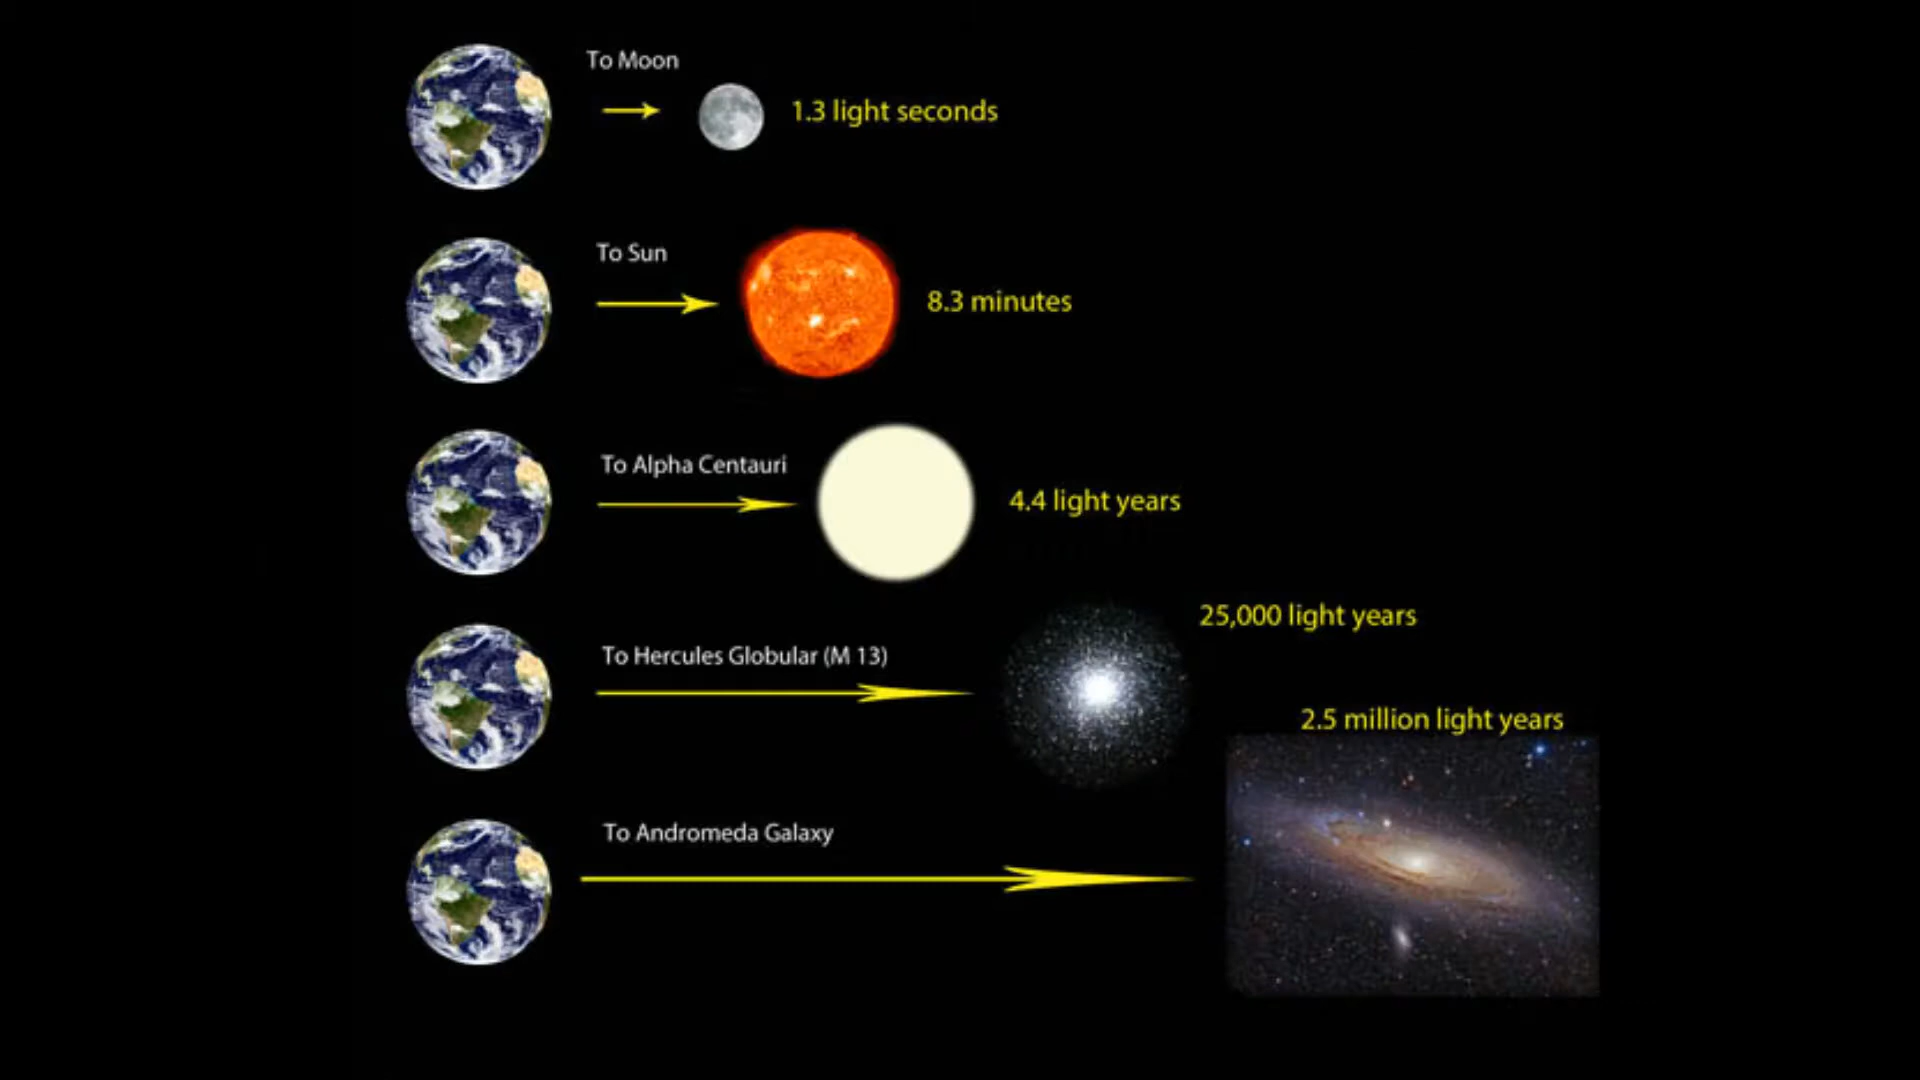 To Moon
1.3 light seconds
To Sun
8.3 minutes
To Alpha Centauri
4.4 light years
25,000 light years
To Hercules Globular (M 13)
2.5 million light years
To Andromeda Galaxy